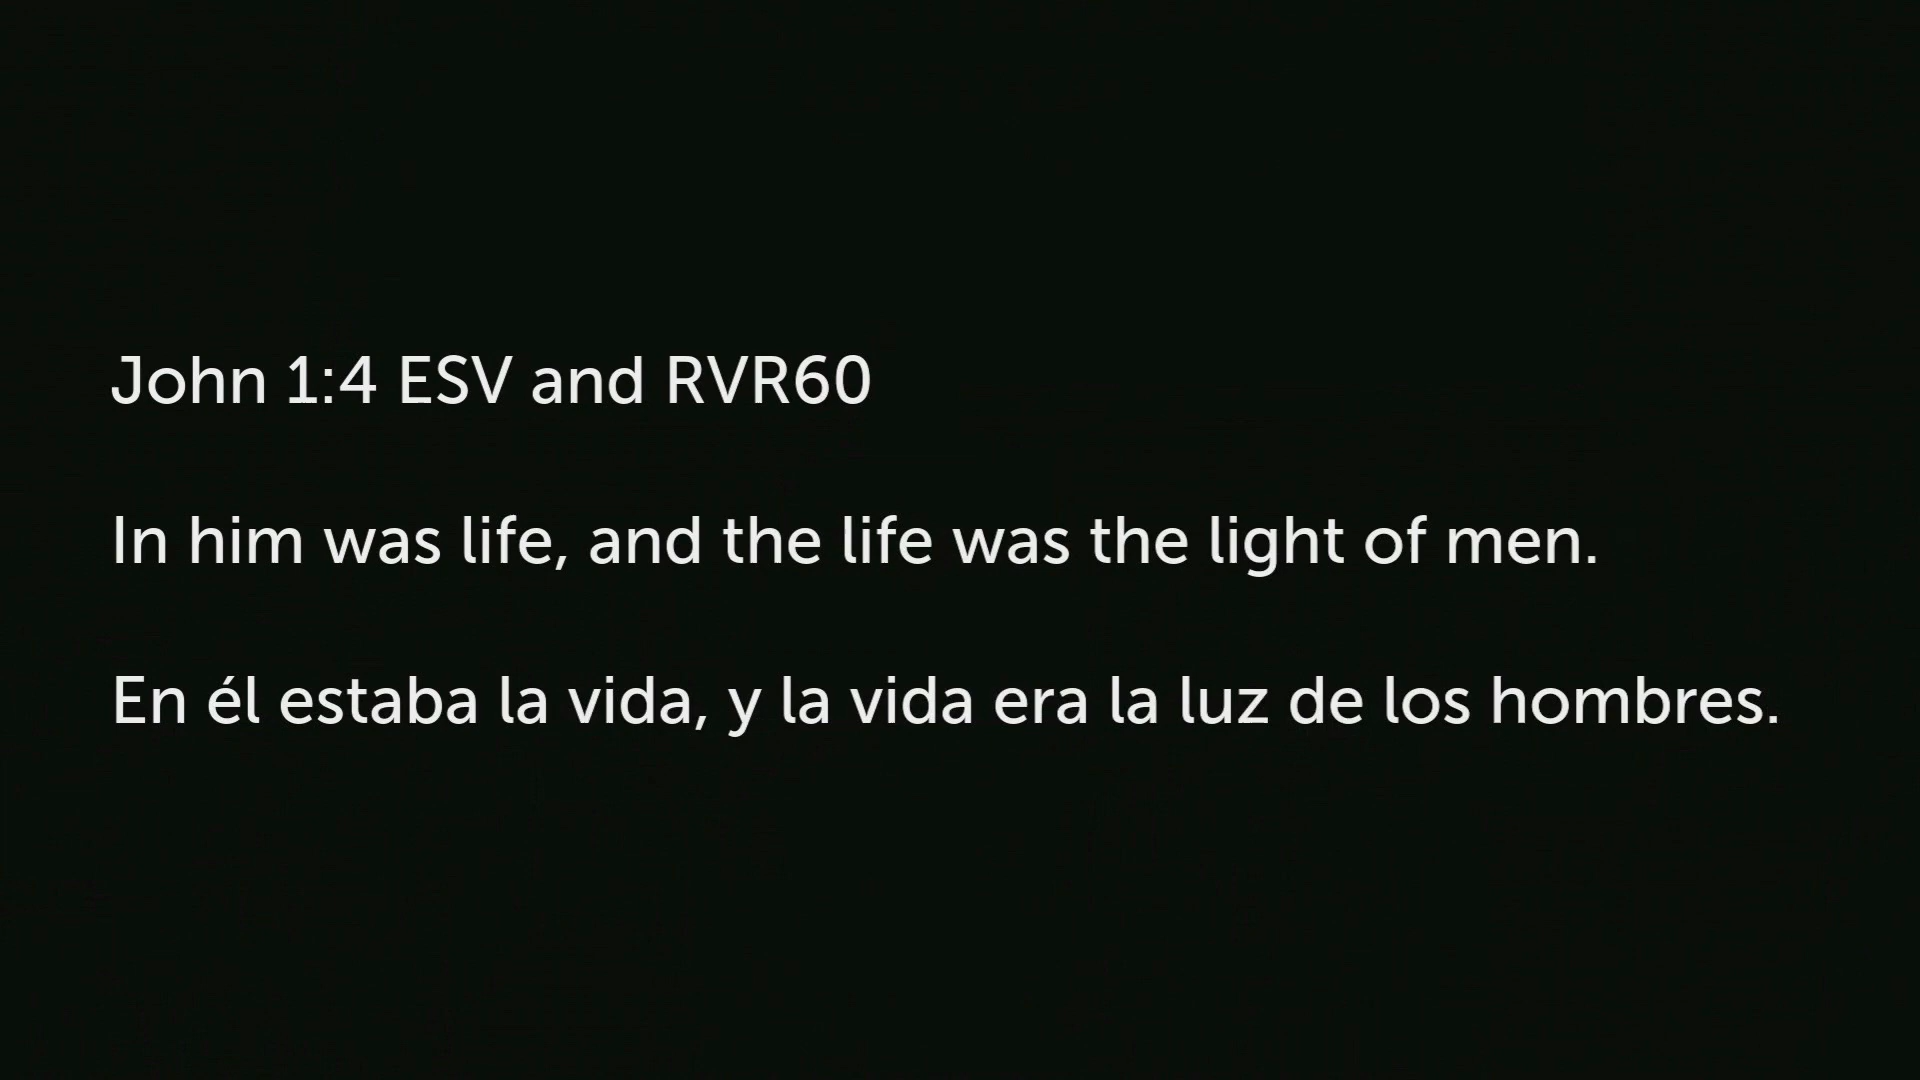 John 1:4 ESV and RVR60
In him was life, and the life was the light of men.
En él estaba la vida, y la vida era la luz de los hombres.